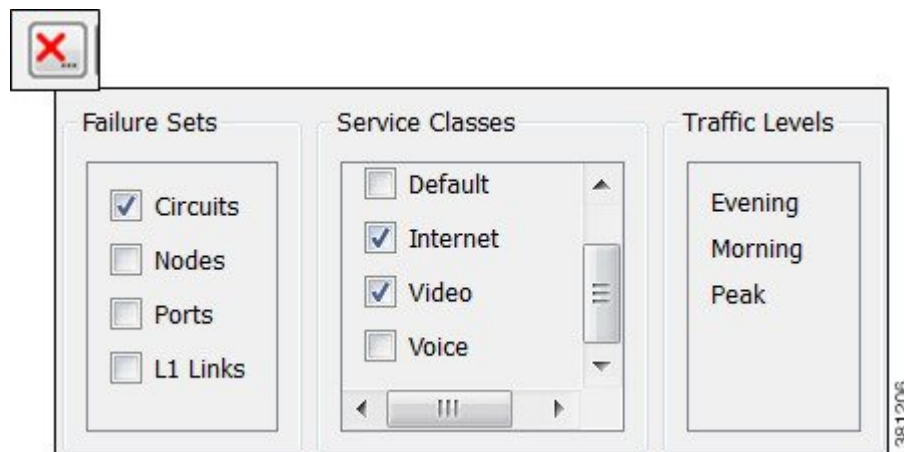 Failure Sets
Circuits
Nodes
Ports
L1 Links
Service Classes
Default
Internet
Video
Voice
Traffic Levels
Evening
Morning
Peak
381206